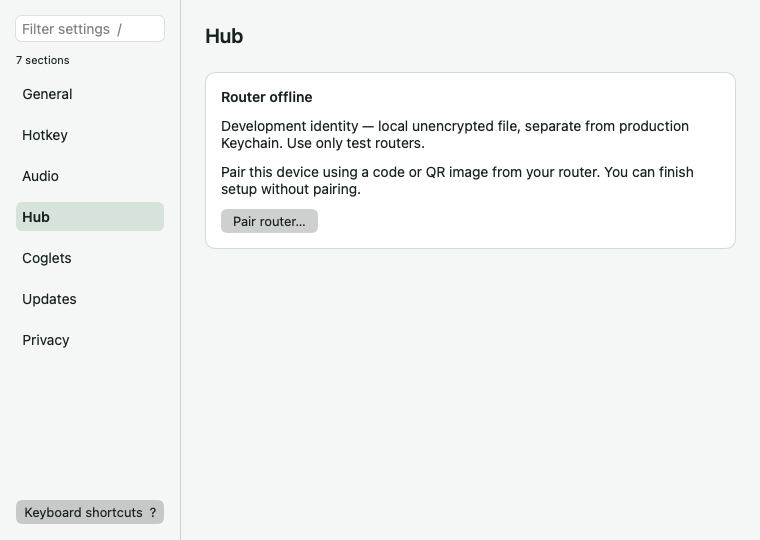 Filter settings /
7 sections
General
Hotkey
Audio
Hub
Coglets
Updates
Privacy
Keyboard shortcuts ?
Hub
Router offline
Development identity — local unencrypted file, separate from production
Keychain. Use only test routers.
Pair this device using a code or QR image from your router. You can finish
setup without pairing.
Pair router...